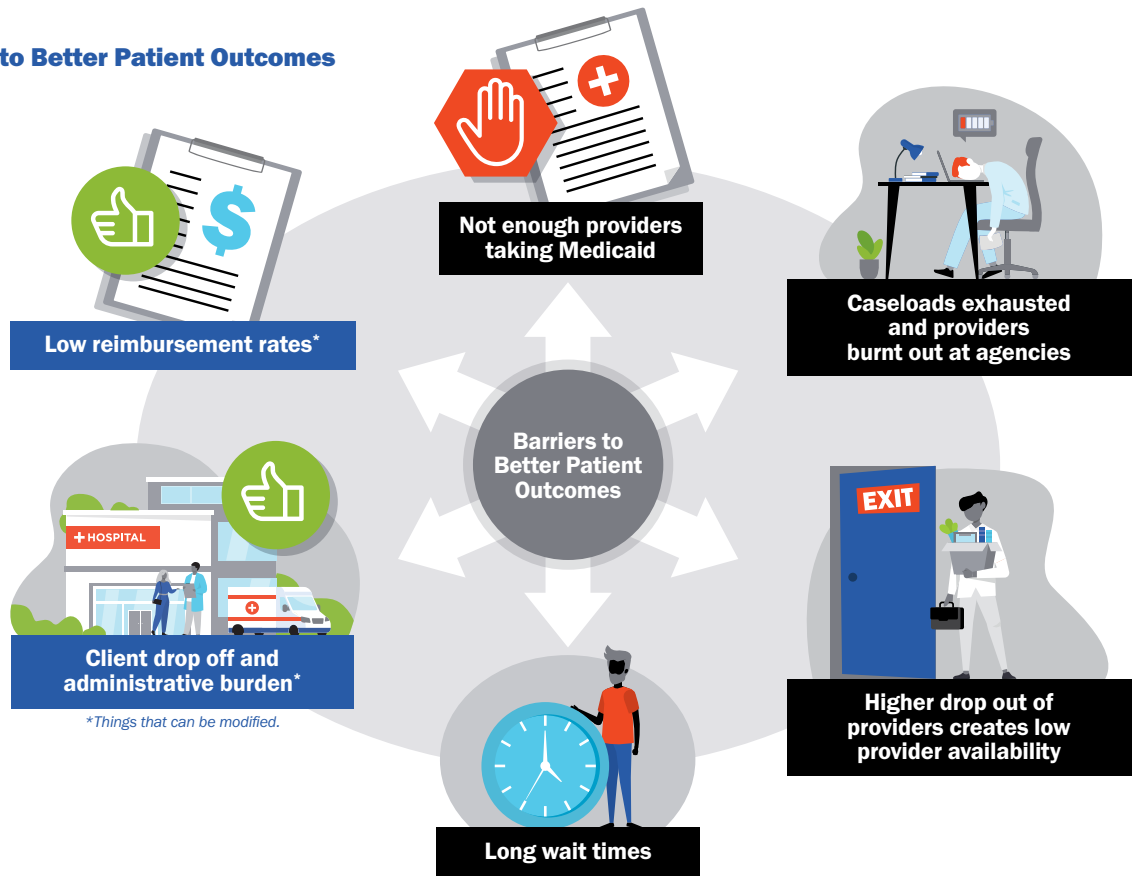 to Better Patient Outcomes
Not enough providers
taking Medicaid
Caseloads exhausted
and providers
burnt out at agencies
Low reimbursement rates*
Barriers to
Better Patient
Outcomes
EXIT
HOSPITAL
Client drop off and
administrative burden*
*Things that can be modified.
Higher drop out of
providers creates low
provider availability
Long wait times